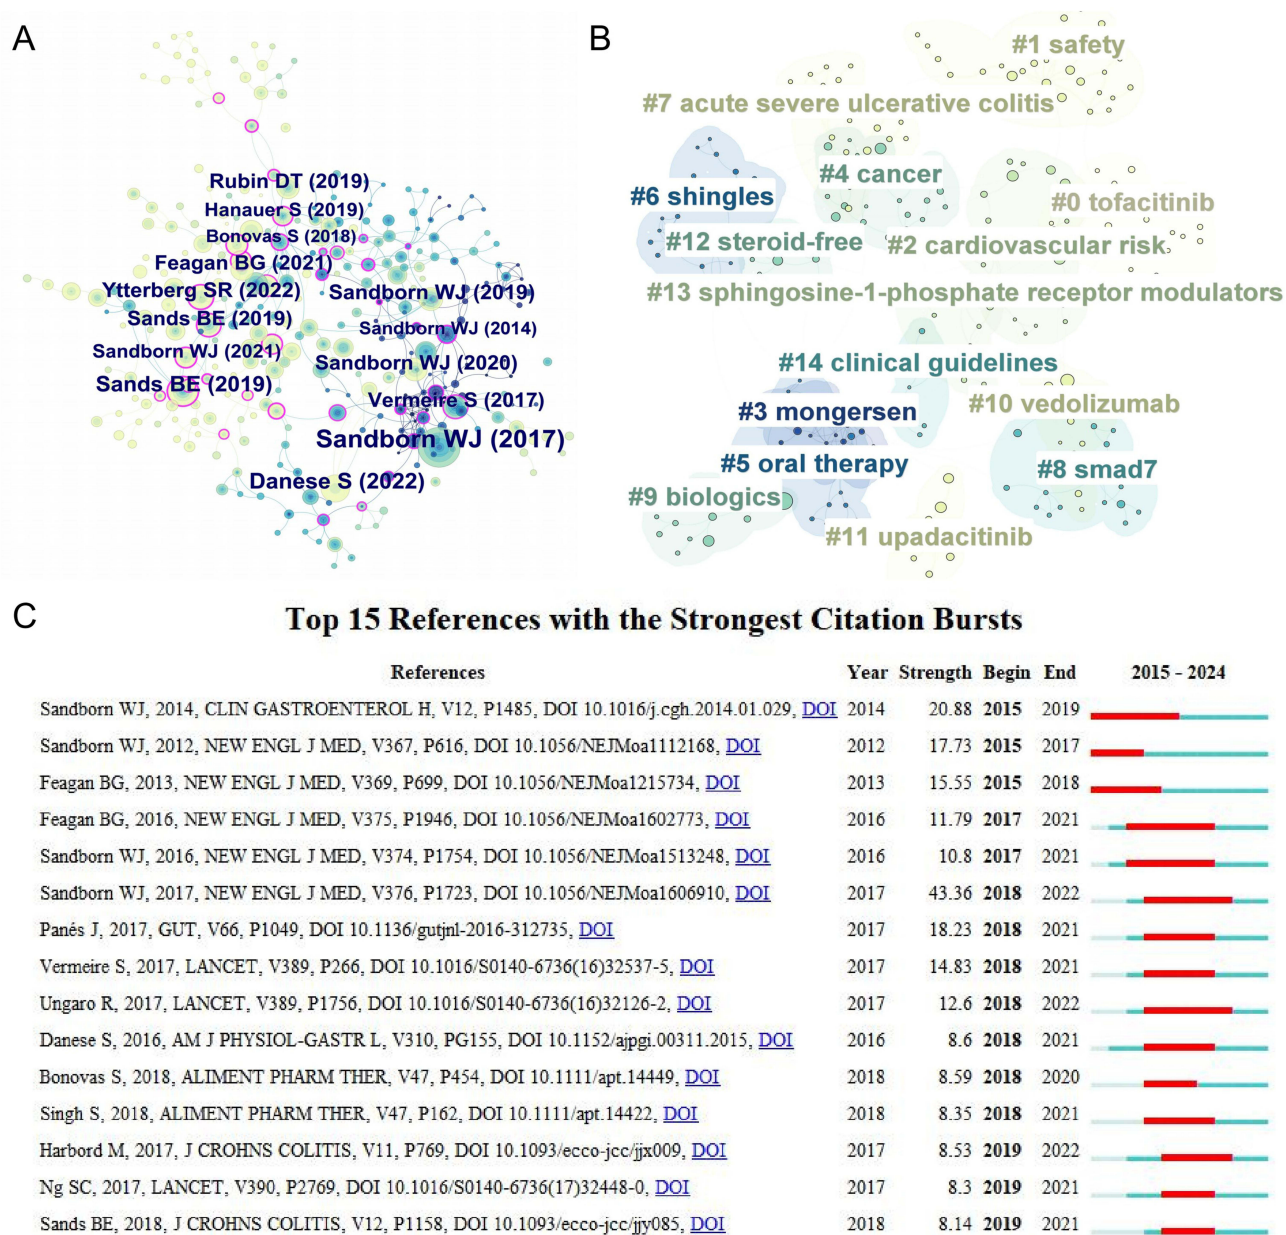 A
Rubin DT (2019)
Hanauer S (2019)
Bonovas S (2018)
Feagan BG (2021)
Ytterberg SR (2022)
Sandborn WJ (2019)
Sands BE (2019)
Sandborn WJ (2014)
Sandborn WJ (2021)
Sandborn WJ (2020)
Sands BE (2019)
Vermeire S (2017)
Sandborn WJ (2017)
Danese S (2022)
B
#1 safety
#7 acute severe ulcerative colitis
#4 cancer
#6 shingles
#0 tofacitinib
#12 steroid-free
#2 cardiovascular risk
#13 sphingosine-1-phosphate receptor modulators
#14 clinical guidelines
#3 mongersen
#10 vedolizumab
#5 oral therapy
#8 smad7
#9 biologics
#11 upadacitinib
C
Top 15 References with the Strongest Citation Bursts
References Year Strength Begin End 2015 - 2024
Sandborn WJ, 2014, CLIN GASTROENTEROL H, V12, P1485, DOI 10.1016/j.cgh.2014.01.029, DOI 2014 20.88 2015 2019
Sandborn WJ, 2012, NEW ENGL J MED, V367, P616, DOI 10.1056/NEJMoa1112168, DOI 2012 17.73 2015 2017
Feagan BG, 2013, NEW ENGL J MED, V369, P699, DOI 10.1056/NEJMoa1215734, DOI 2013 15.55 2015 2018
Feagan BG, 2016, NEW ENGL J MED, V375, P1946, DOI 10.1056/NEJMoa1602773, DOI 2016 11.79 2017 2021
Sandborn WJ, 2016, NEW ENGL J MED, V374, P1754, DOI 10.1056/NEJMoa1513248, DOI 2016 10.8 2017 2021
Sandborn WJ, 2017, NEW ENGL J MED, V376, P1723, DOI 10.1056/NEJMoa1606910, DOI 2017 43.36 2018 2022
Panés J, 2017, GUT, V66, P1049, DOI 10.1136/gutjnl-2016-312735, DOI 2017 18.23 2018 2021
Vermeire S, 2017, LANCET, V389, P266, DOI 10.1016/S0140-6736(16)32537-5, DOI 2017 14.83 2018 2021
Ungaro R, 2017, LANCET, V389, P1756, DOI 10.1016/S0140-6736(16)32126-2, DOI 2017 12.6 2018 2022
Danese S, 2016, AM J PHYSIOL-GASTR L, V310, PG155, DOI 10.1152/ajpgi.00311.2015, DOI 2016 8.6 2018 2021
Bonovas S, 2018, ALIMENT PHARM THER, V47, P454, DOI 10.1111/apt.14449, DOI 2018 8.59 2018 2020
Singh S, 2018, ALIMENT PHARM THER, V47, P162, DOI 10.1111/apt.14422, DOI 2018 8.35 2018 2021
Harbord M, 2017, J CROHNS COLITIS, V11, P769, DOI 10.1093/ecco-jcc/jjx009, DOI 2017 8.53 2019 2022
Ng SC, 2017, LANCET, V390, P2769, DOI 10.1016/S0140-6736(17)32448-0, DOI 2017 8.3 2019 2021
Sands BE, 2018, J CROHNS COLITIS, V12, P1158, DOI 10.1093/ecco-jcc/jjy085, DOI 2018 8.14 2019 2021